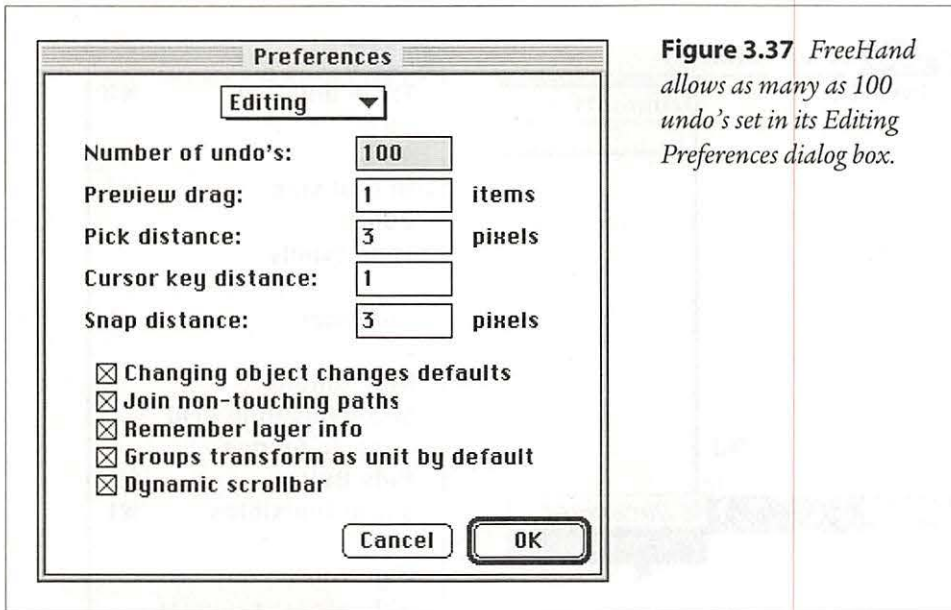 Preferences
Editing
Number of undo's: 100
Preview drag: 1 items
Pick distance: 3 pixels
Cursor key distance: 1
Snap distance: 3 pixels
Changing object changes defaults
Join non-touching paths
Remember layer info
Groups transform as unit by default
Dynamic scrollbar
Cancel OK
Figure 3.37 FreeHand
allows as many as 100
undo's set in its Editing
Preferences dialog box.